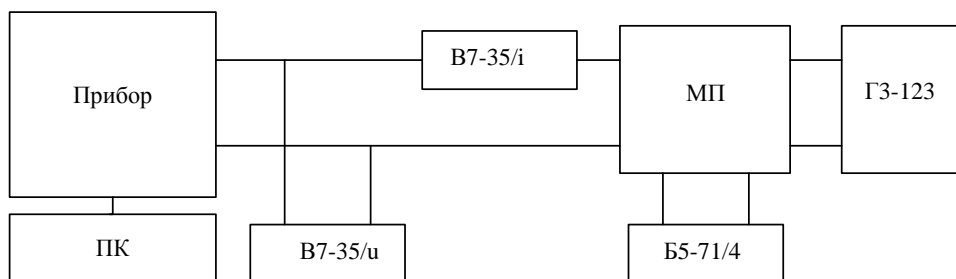 В7-35/i
Прибор
МП
Г3-123
ПК
В7-35/u
Б5-71/4